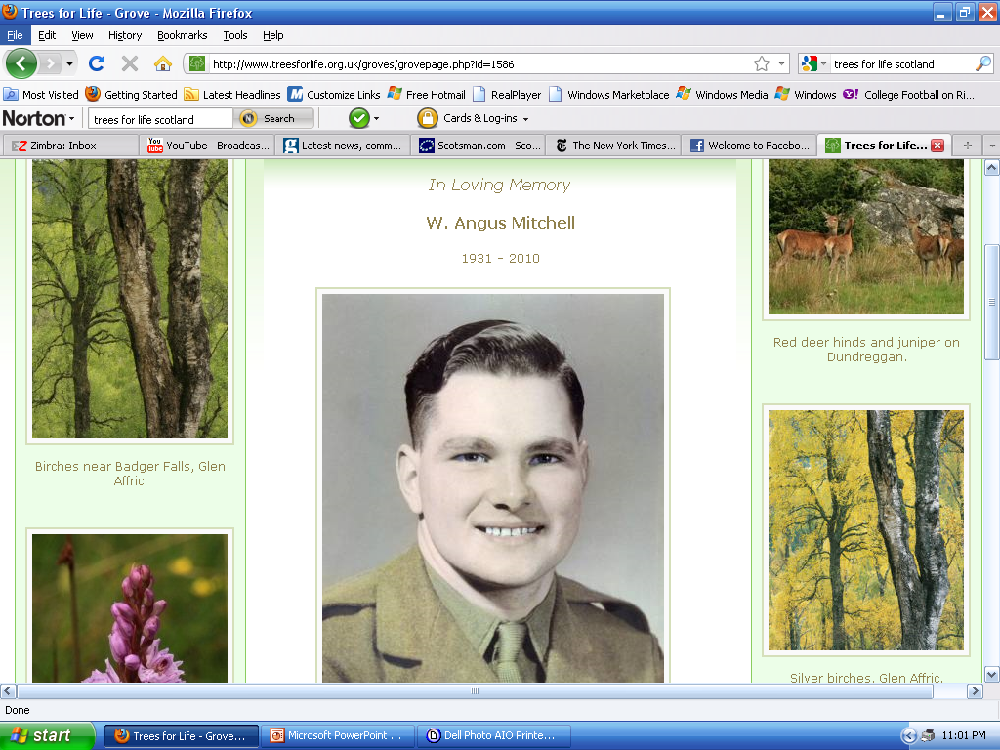 Trees for Life - Grove - Mozilla Firefox
File Edit View History Bookmarks Tools Help
http://www.treesforlife.org.uk/groves/grovepage.php?id=1586
trees for life scotland
Most Visited Getting Started Latest Headlines Customize Links Free Hotmail RealPlayer Windows Marketplace Windows Media Windows College Football on Ri...
Norton trees for life scotland Search Cards & Log-ins
Zimbra: Inbox YouTube - Broadcas... Latest news, comm... Scotsman.com - Sco... The New York Times... Welcome to Facebo... Trees for Life...
In Loving Memory
W. Angus Mitchell
1931 - 2010
Birches near Badger Falls, Glen
Affric.
Red deer hinds and juniper on
Dundreggan.
Silver birches, Glen Affric.
Done
start Trees for Life - Grove... Microsoft PowerPoint ... Dell Photo AIO Printe... 11:01 PM